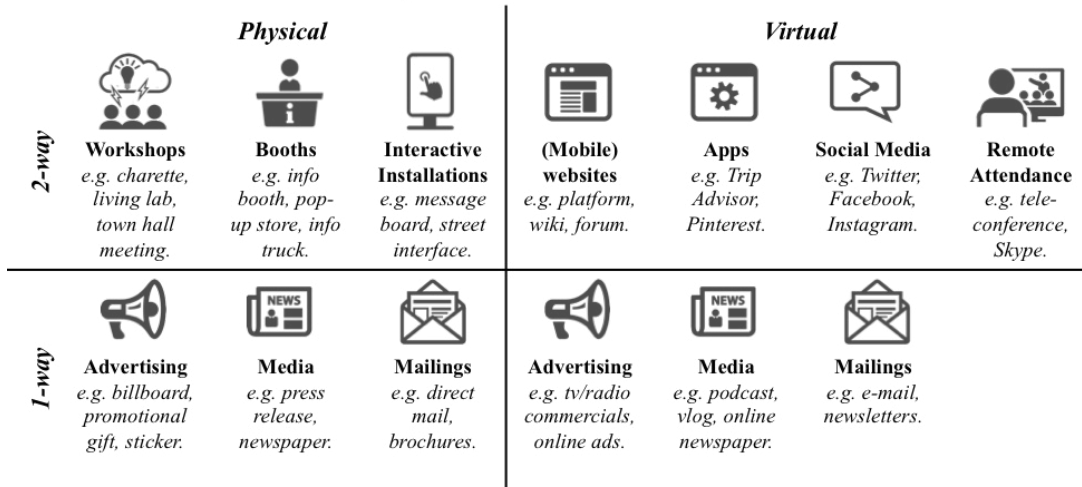 Physical
Virtual
2-way
Workshops
e.g. charette,
living lab,
town hall
meeting.
Booths
e.g. info
booth, pop-
up store, info
truck.
Interactive
Installations
e.g. message
board, street
interface.
(Mobile)
websites
e.g. platform,
wiki, forum.
Apps
e.g. Trip
Advisor,
Pinterest.
Social Media
e.g. Twitter,
Facebook,
Instagram.
Remote
Attendance
e.g. tele-
conference,
Skype.
1-way
Advertising
e.g. billboard,
promotional
gift, sticker.
NEWS
Media
e.g. press
release,
newspaper.
Mailings
e.g. direct
mail,
brochures.
Advertising
e.g. tv/radio
commercials,
online ads.
NEWS
Media
e.g. podcast,
vlog, online
newspaper.
Mailings
e.g. e-mail,
newsletters.